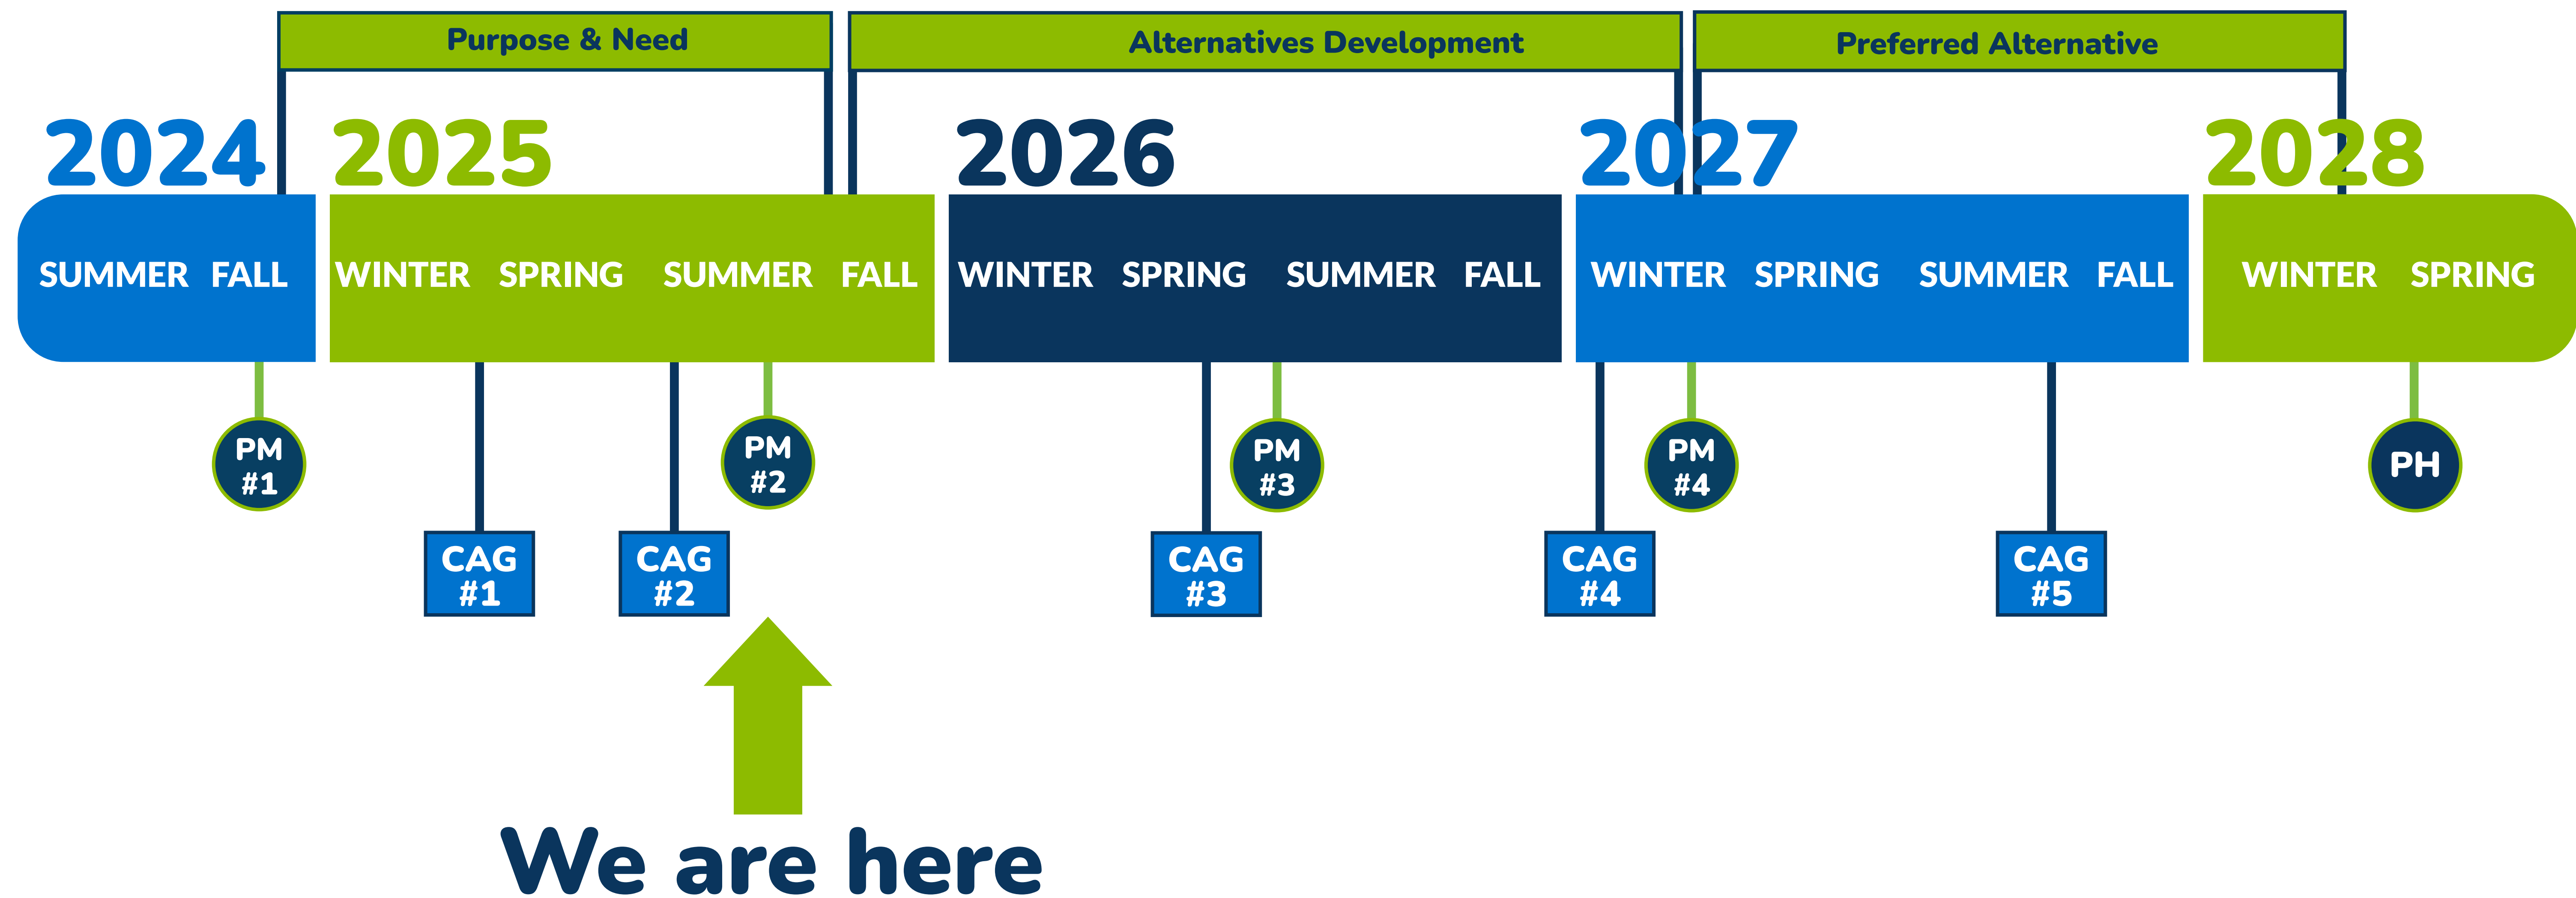 Purpose & Need
Alternatives Development
Preferred Alternative
2024 2025 2026 2027 2028
SUMMER FALL WINTER SPRING SUMMER FALL WINTER SPRING SUMMER FALL WINTER SPRING SUMMER FALL WINTER SPRING
PM
#1
PM
#2
PM
#3
PM
#4
PH
CAG
#1
CAG
#2
CAG
#3
CAG
#4
CAG
#5
We are here